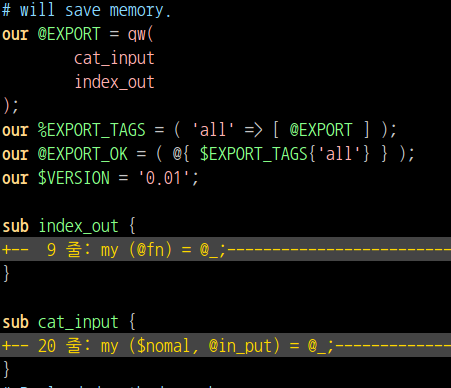 # will save memory.
our @EXPORT = qw(
cat_input
index_out
);
our %EXPORT_TAGS = ( 'all' => [ @EXPORT ] );
our @EXPORT_OK = ( @{ $EXPORT_TAGS{'all'} } );
our $VERSION = '0.01';
sub index_out {
+-- 9 줄: my (@fn) = @_;-------------------------
}
sub cat_input {
+-- 20 줄: my ($nomal, @in_put) = @_;-------------
}